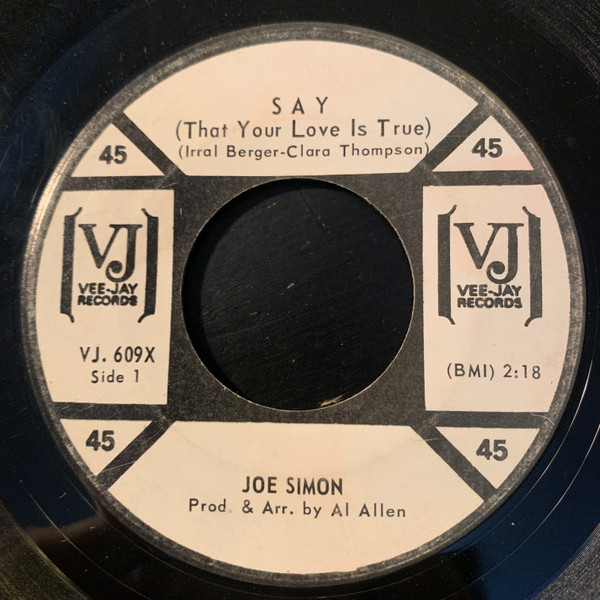 SAY
(That Your Love Is True)
(Irral Berger-Clara Thompson)
45
45
VJ
VEE-JAY
RECORDS
VJ
VEE-JAY
RECORDS
VJ. 609X
Side 1
(BMI) 2:18
45
45
JOE SIMON
Prod. & Arr. by Al Allen